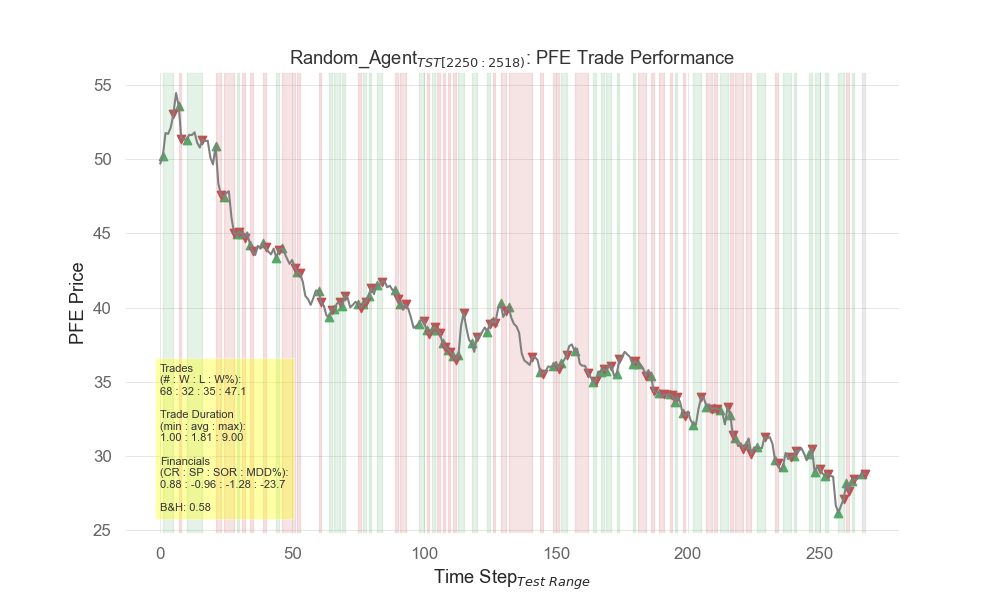 Random_Agent TST[2250 : 2518) : PFE Trade Performance
55
50
45
40
35
30
25
PFE Price
Trades
(# : W : L : W%):
68 : 32 : 35 : 47.1
Trade Duration
(min : avg : max):
1.00 : 1.81 : 9.00
Financials
(CR : SP : SOR : MDD%):
0.88 : -0.96 : -1.28 : -23.7
B&H: 0.58
0 50 100 150 200 250
Time Step Test Range